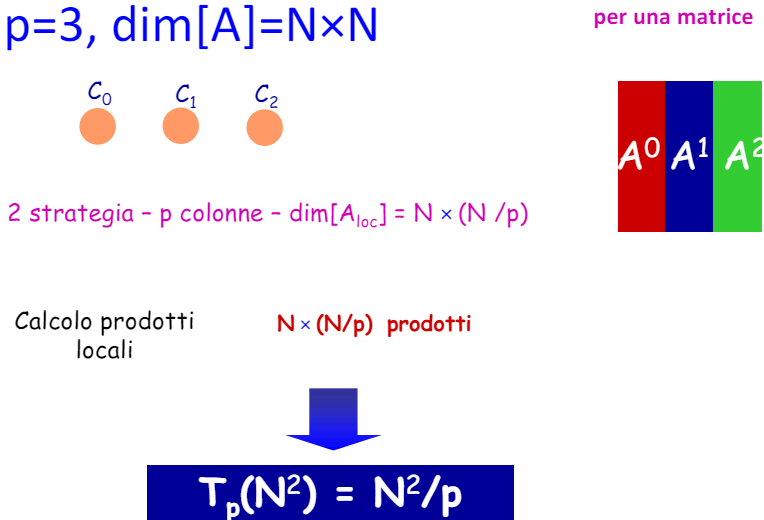 p=3, dim[A]=N×N
per una matrice
C₀ C₁ C₂
A⁰ A¹ A²
2 strategia – p colonne – dim[Aₗₒc] = N × (N /p)
Calcolo prodotti
locali
N × (N/p) prodotti
Tₚ(N²) = N²/p